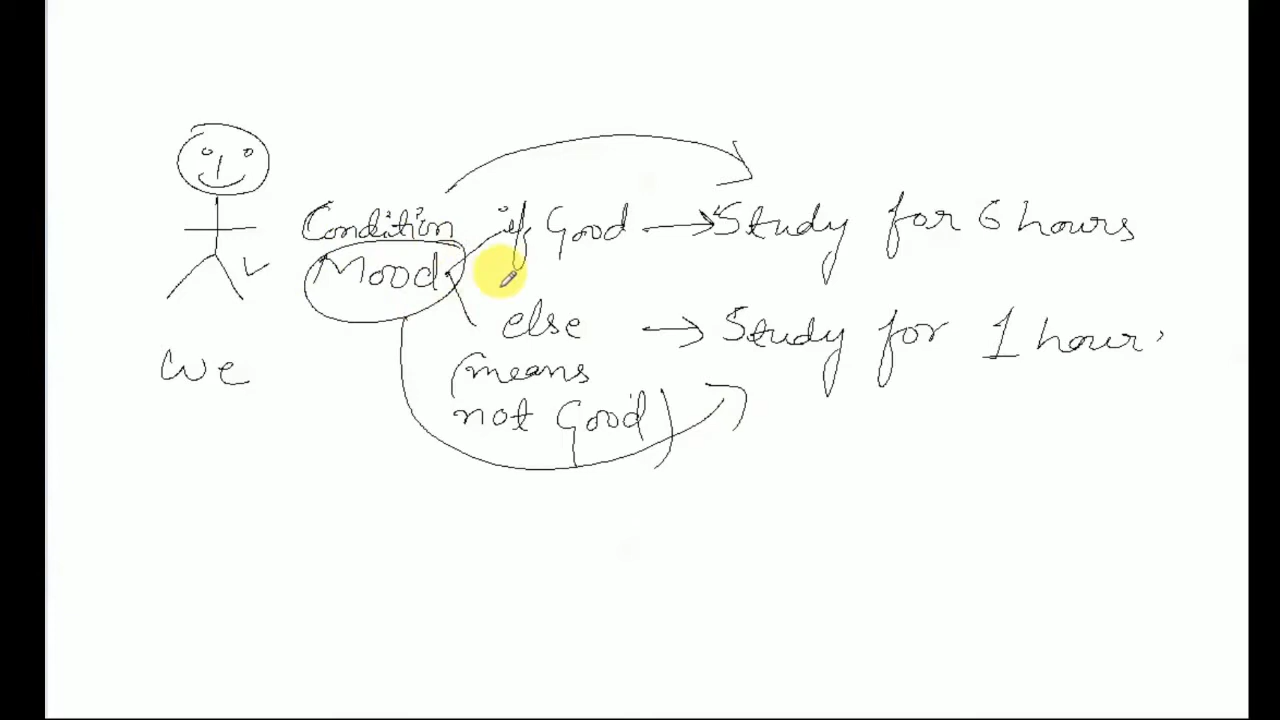 Condition if Good → Study for 6 hours
Mood
else → Study for 1 hour
(means
not Good)
we